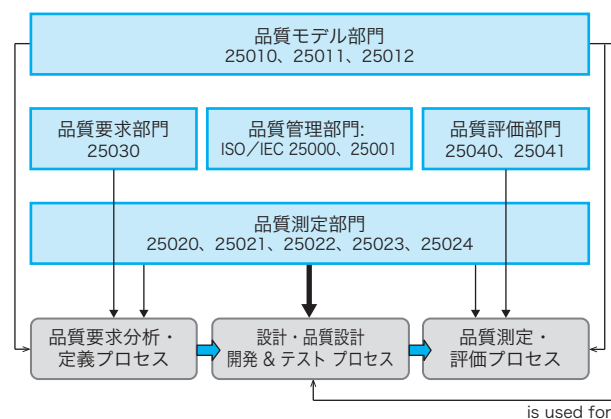 品質モデル部門
25010、25011、25012
品質要求部門
25030
品質管理部門:
ISO／IEC 25000、25001
品質評価部門
25040、25041
品質測定部門
25020、25021、25022、25023、25024
品質要求分析・
定義プロセス
設計・品質設計
開発 & テスト プロセス
品質測定・
評価プロセス
is used for